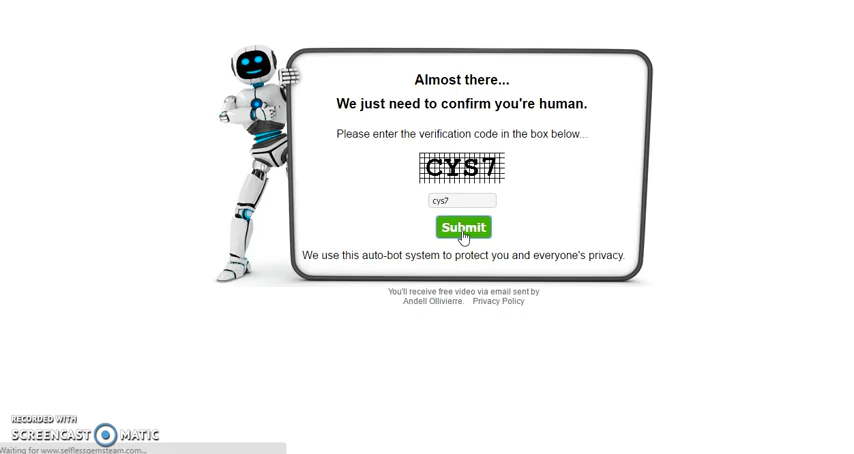 Almost there...
We just need to confirm you're human.
Please enter the verification code in the box below...
CYS7
cys7
Submit
We use this auto-bot system to protect you and everyone's privacy.
You'll receive free video via email sent by
Andell Ollivierre. Privacy Policy
RECORDED WITH
SCREENCAST MATIC
Waiting for www.selflessgemsteam.com...